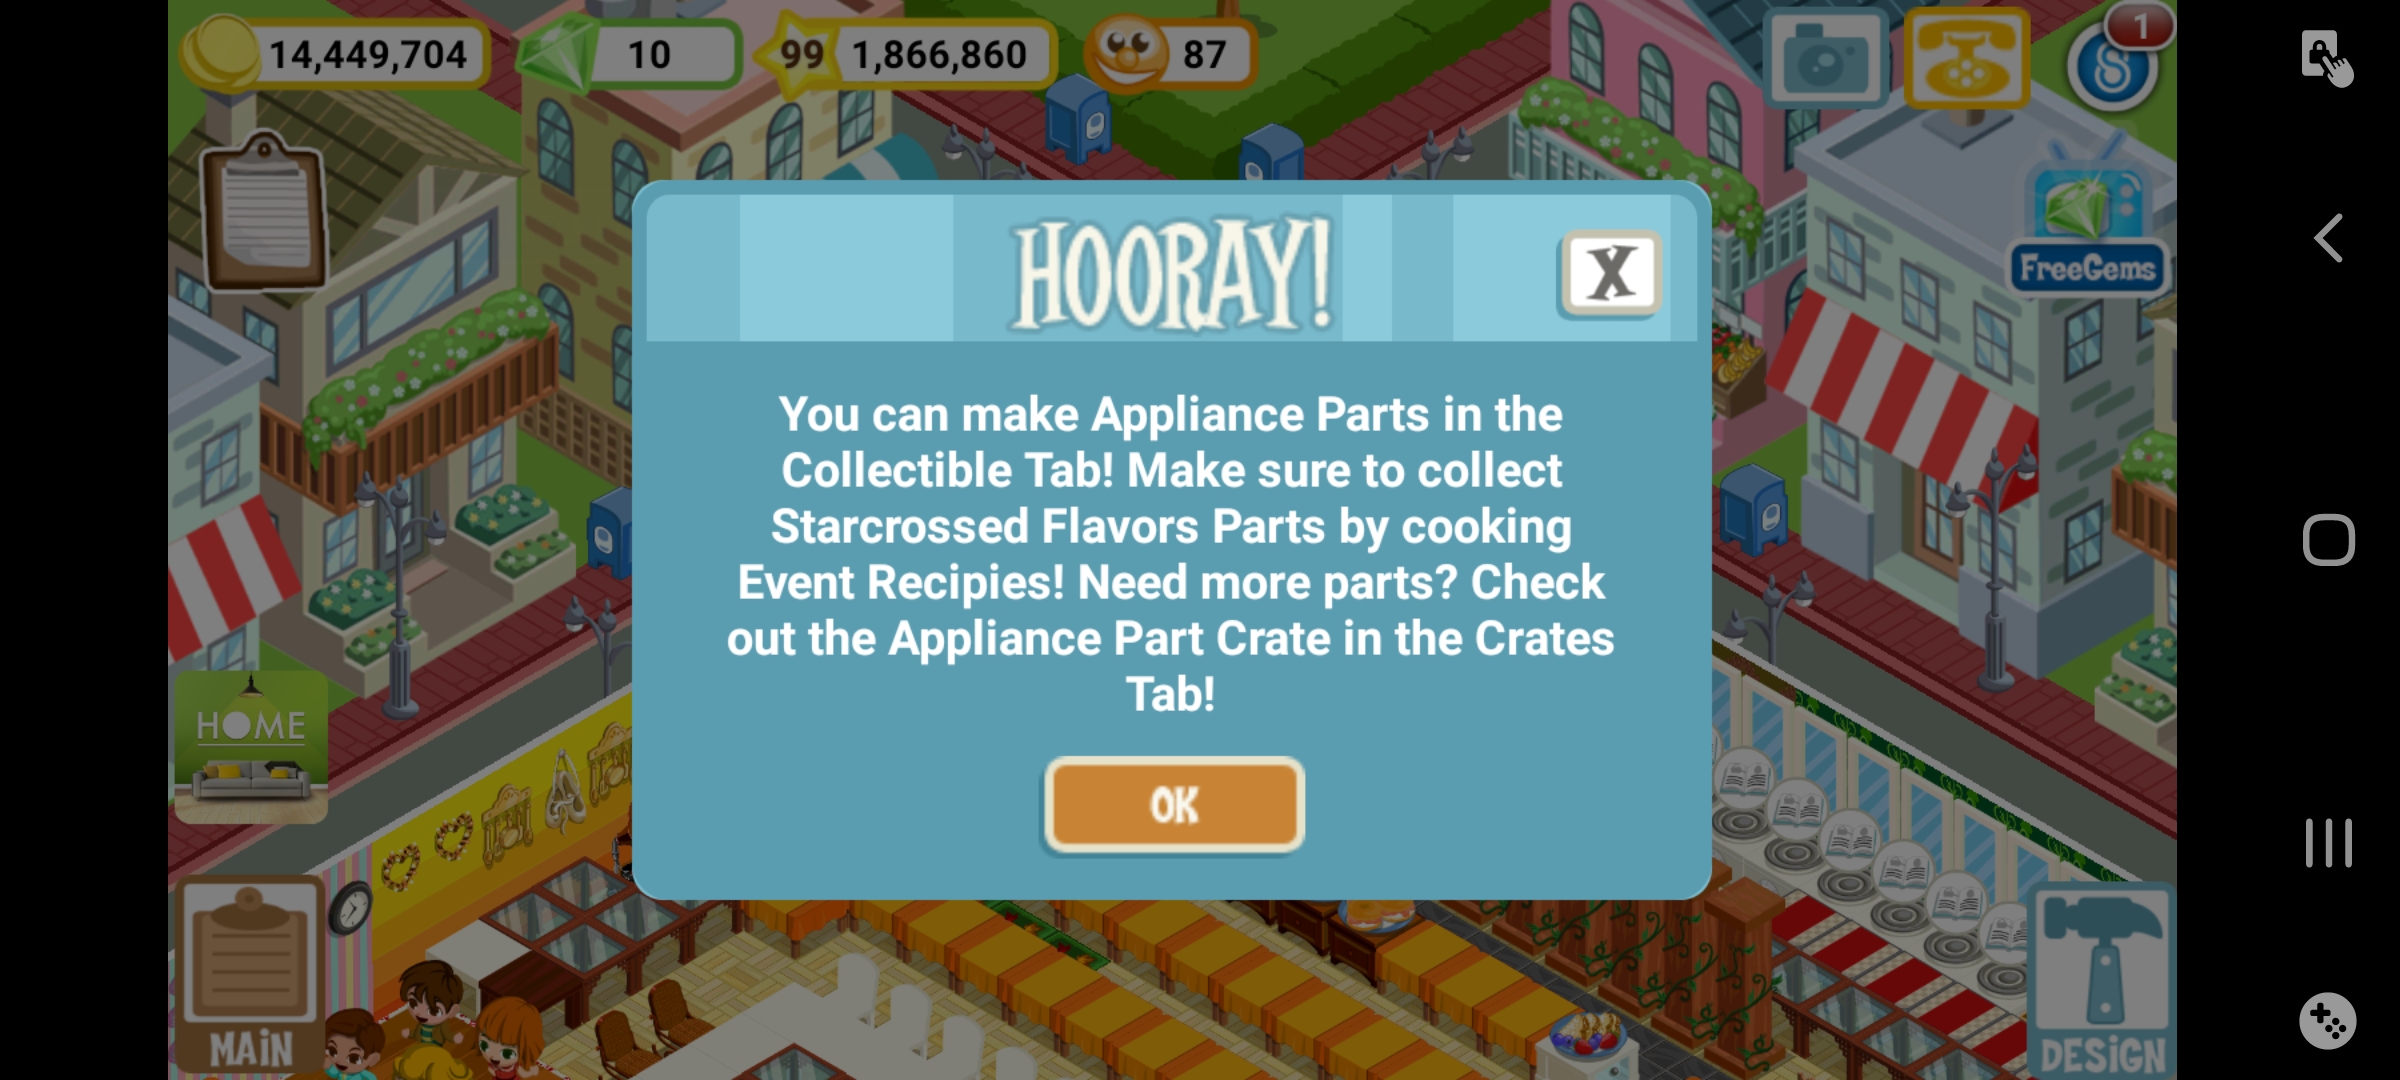 14,449,704
10
99 1,866,860
87
1
HOORAY!
X
FreeGems
You can make Appliance Parts in the
Collectible Tab! Make sure to collect
Starcrossed Flavors Parts by cooking
Event Recipies! Need more parts? Check
out the Appliance Part Crate in the Crates
Tab!
HOME
OK
MAiN
DESiGN